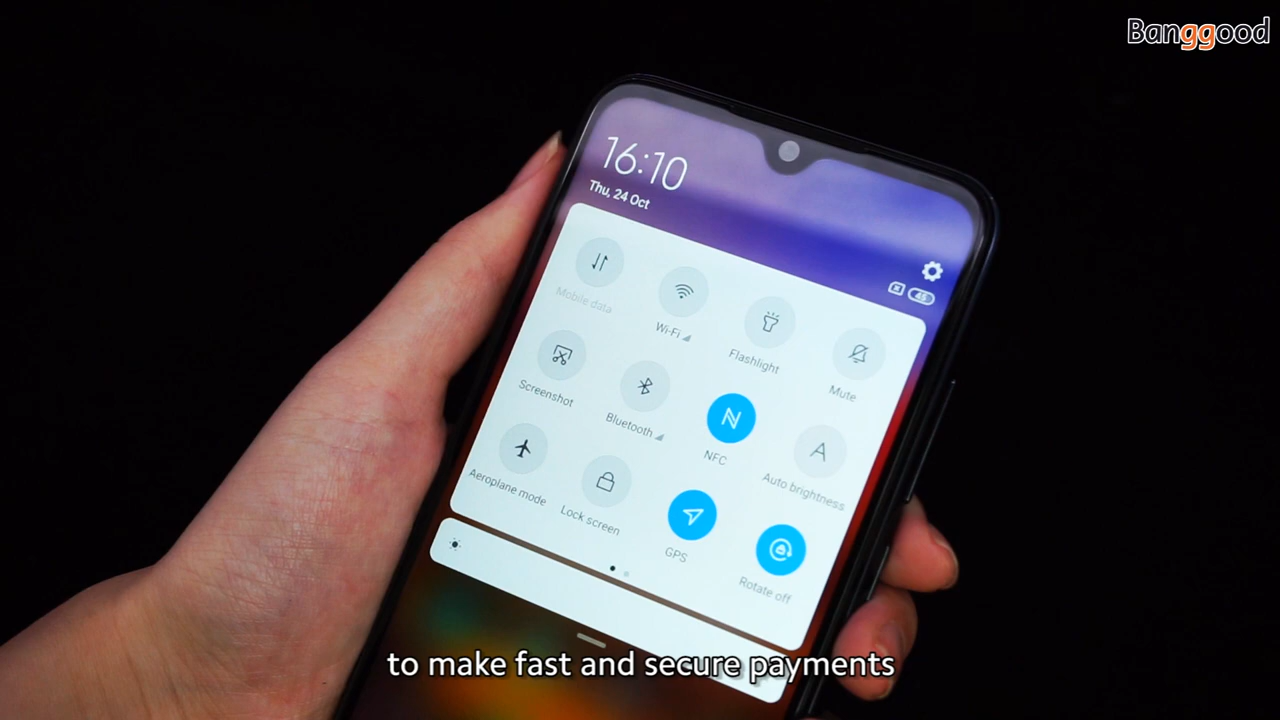 Banggood
16:10
Thu, 24 Oct
45
Mobile data
Wi-Fi
Flashlight
Mute
Screenshot
Bluetooth
NFC
Auto brightness
Aeroplane mode
Lock screen
GPS
Rotate off
to make fast and secure payments